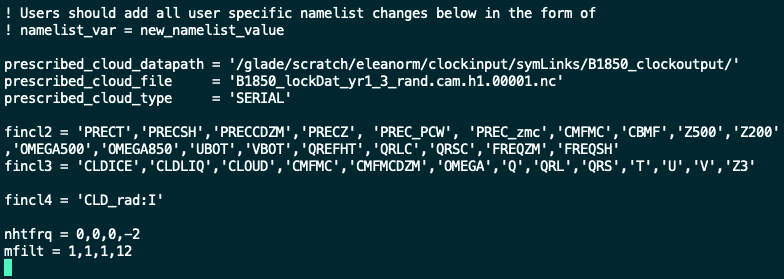 ! Users should add all user specific namelist changes below in the form of
! namelist_var = new_namelist_value
prescribed_cloud_datapath = '/glade/scratch/eleanorm/clockinput/symLinks/B1850_clockoutput/'
prescribed_cloud_file     = 'B1850_lockDat_yr1_3_rand.cam.h1.00001.nc'
prescribed_cloud_type     = 'SERIAL'
fincl2 = 'PRECT','PRECSH','PRECCDZM','PRECZ', 'PREC_PCW', 'PREC_zmc','CMFMC','CBMF','Z500','Z200'
,'OMEGA500','OMEGA850','UBOT','VBOT','QREFHT','QRLC','QRSC','FREQZM','FREQSH'
fincl3 = 'CLDICE','CLDLIQ','CLOUD','CMFMC','CMFMCDZM','OMEGA','Q','QRL','QRS','T','U','V','Z3'
fincl4 = 'CLD_rad:I'
nhtfrq = 0,0,0,-2
mfilt = 1,1,1,12